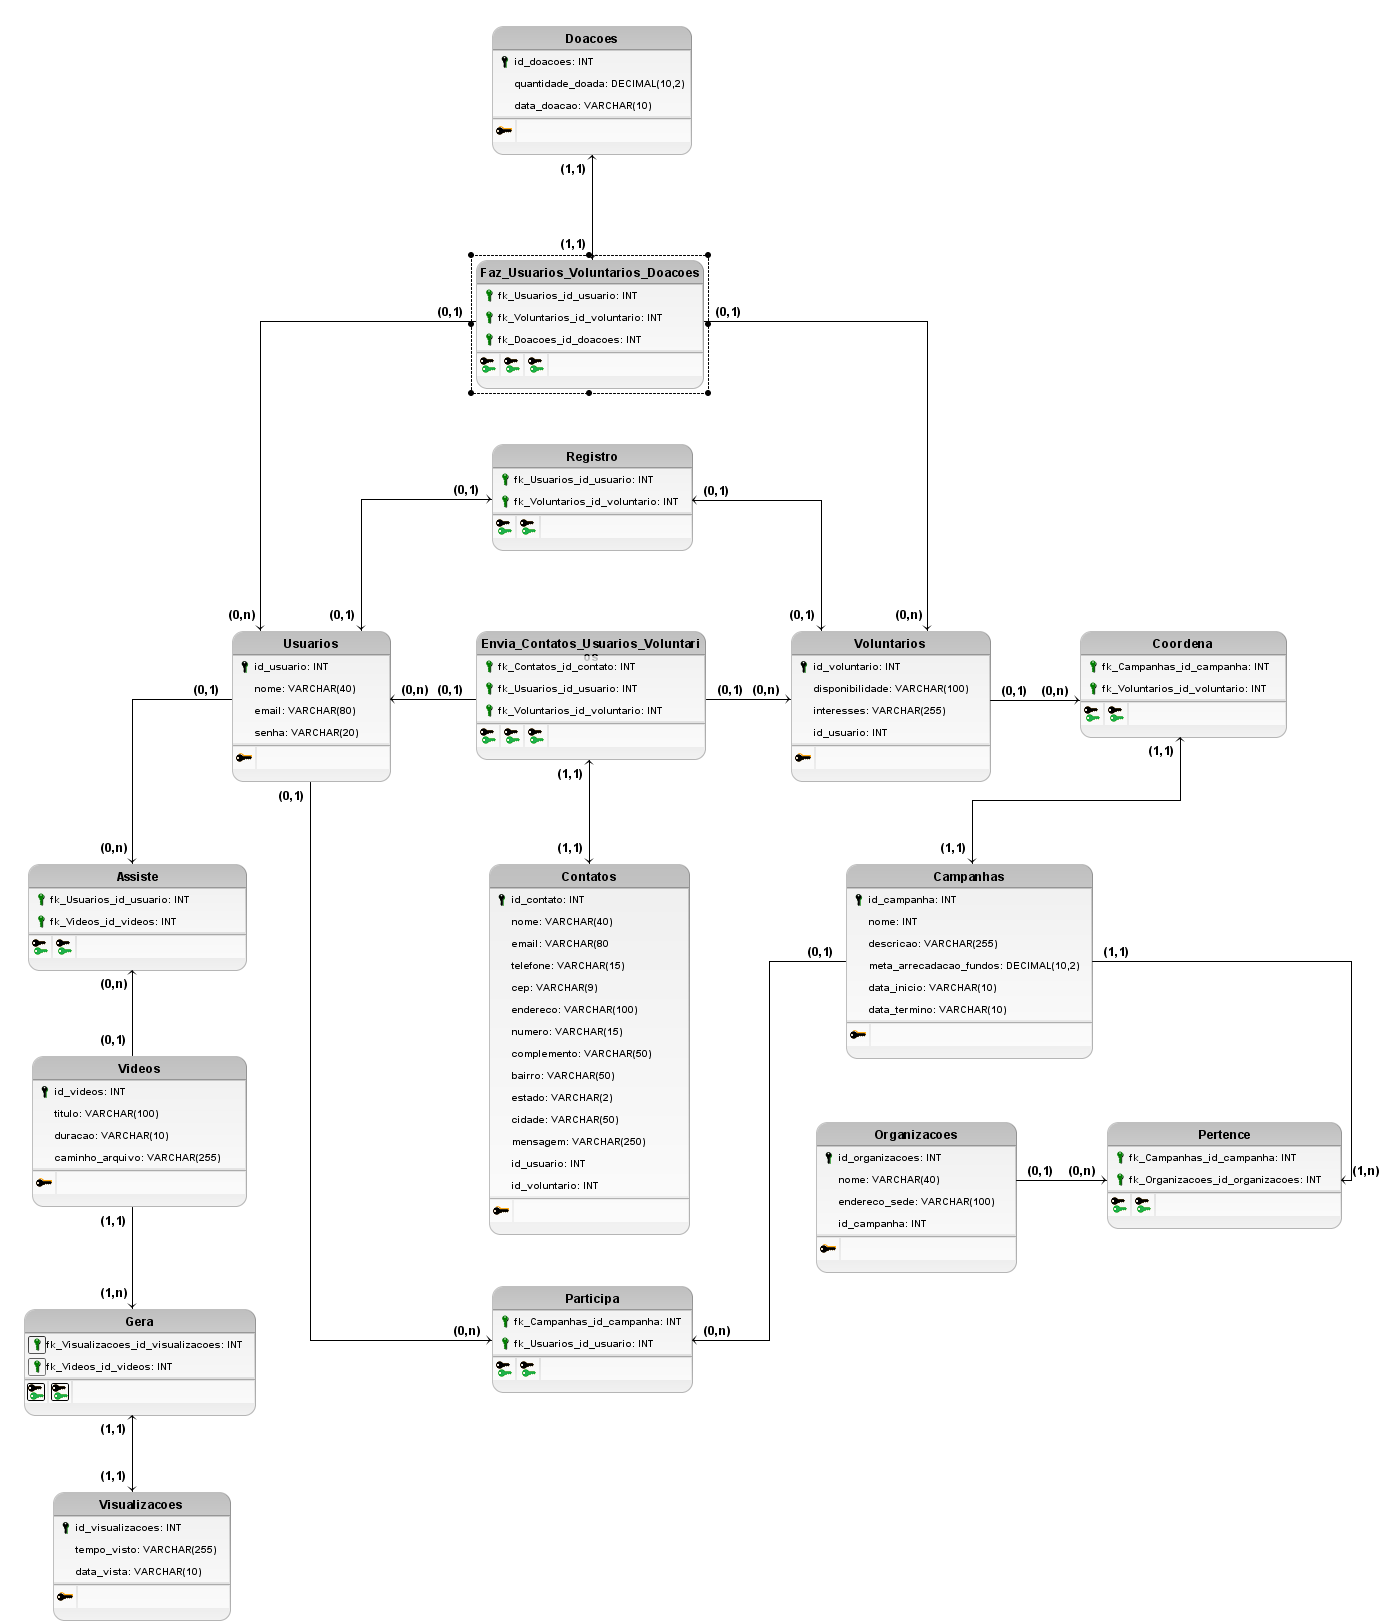 Doacoes
id_doacoes: INT
quantidade_doada: DECIMAL(10,2)
data_doacao: VARCHAR(10)
(1,1)
(1,1)
Faz_Usuarios_Voluntarios_Doacoes
fk_Usuarios_id_usuario: INT
fk_Voluntarios_id_voluntario: INT
fk_Doacoes_id_doacoes: INT
(0,1)
(0,1)
Registro
fk_Usuarios_id_usuario: INT
fk_Voluntarios_id_voluntario: INT
(0,1)
(0,1)
(0,n)
(0,1)
(0,1)
(0,n)
Usuarios
id_usuario: INT
nome: VARCHAR(40)
email: VARCHAR(80)
senha: VARCHAR(20)
(0,1)
(0,n)
(0,1)
Envia_Contatos_Usuarios_Voluntari
os
fk_Contatos_id_contato: INT
fk_Usuarios_id_usuario: INT
fk_Voluntarios_id_voluntario: INT
(0,1)
(0,n)
Voluntarios
id_voluntario: INT
disponibilidade: VARCHAR(100)
interesses: VARCHAR(255)
id_usuario: INT
(0,1)
(0,n)
Coordena
fk_Campanhas_id_campanha: INT
fk_Voluntarios_id_voluntario: INT
(1,1)
(0,1)
(1,1)
(0,n)
(1,1)
(1,1)
Assiste
fk_Usuarios_id_usuario: INT
fk_Videos_id_videos: INT
(0,n)
(0,1)
Contatos
id_contato: INT
nome: VARCHAR(40)
email: VARCHAR(80
telefone: VARCHAR(15)
cep: VARCHAR(9)
endereco: VARCHAR(100)
numero: VARCHAR(15)
complemento: VARCHAR(50)
bairro: VARCHAR(50)
estado: VARCHAR(2)
cidade: VARCHAR(50)
mensagem: VARCHAR(250)
id_usuario: INT
id_voluntario: INT
Campanhas
id_campanha: INT
nome: INT
descricao: VARCHAR(255)
meta_arrecadacao_fundos: DECIMAL(10,2)
data_inicio: VARCHAR(10)
data_termino: VARCHAR(10)
(0,1)
(1,1)
Videos
id_videos: INT
titulo: VARCHAR(100)
duracao: VARCHAR(10)
caminho_arquivo: VARCHAR(255)
(1,1)
(1,n)
Organizacoes
id_organizacoes: INT
nome: VARCHAR(40)
endereco_sede: VARCHAR(100)
id_campanha: INT
(0,1)
(0,n)
Pertence
fk_Campanhas_id_campanha: INT
fk_Organizacoes_id_organizacoes: INT
(1,n)
Participa
fk_Campanhas_id_campanha: INT
fk_Usuarios_id_usuario: INT
(0,n)
(0,n)
Gera
fk_Visualizacoes_id_visualizacoes: INT
fk_Videos_id_videos: INT
(1,1)
(1,1)
Visualizacoes
id_visualizacoes: INT
tempo_visto: VARCHAR(255)
data_vista: VARCHAR(10)